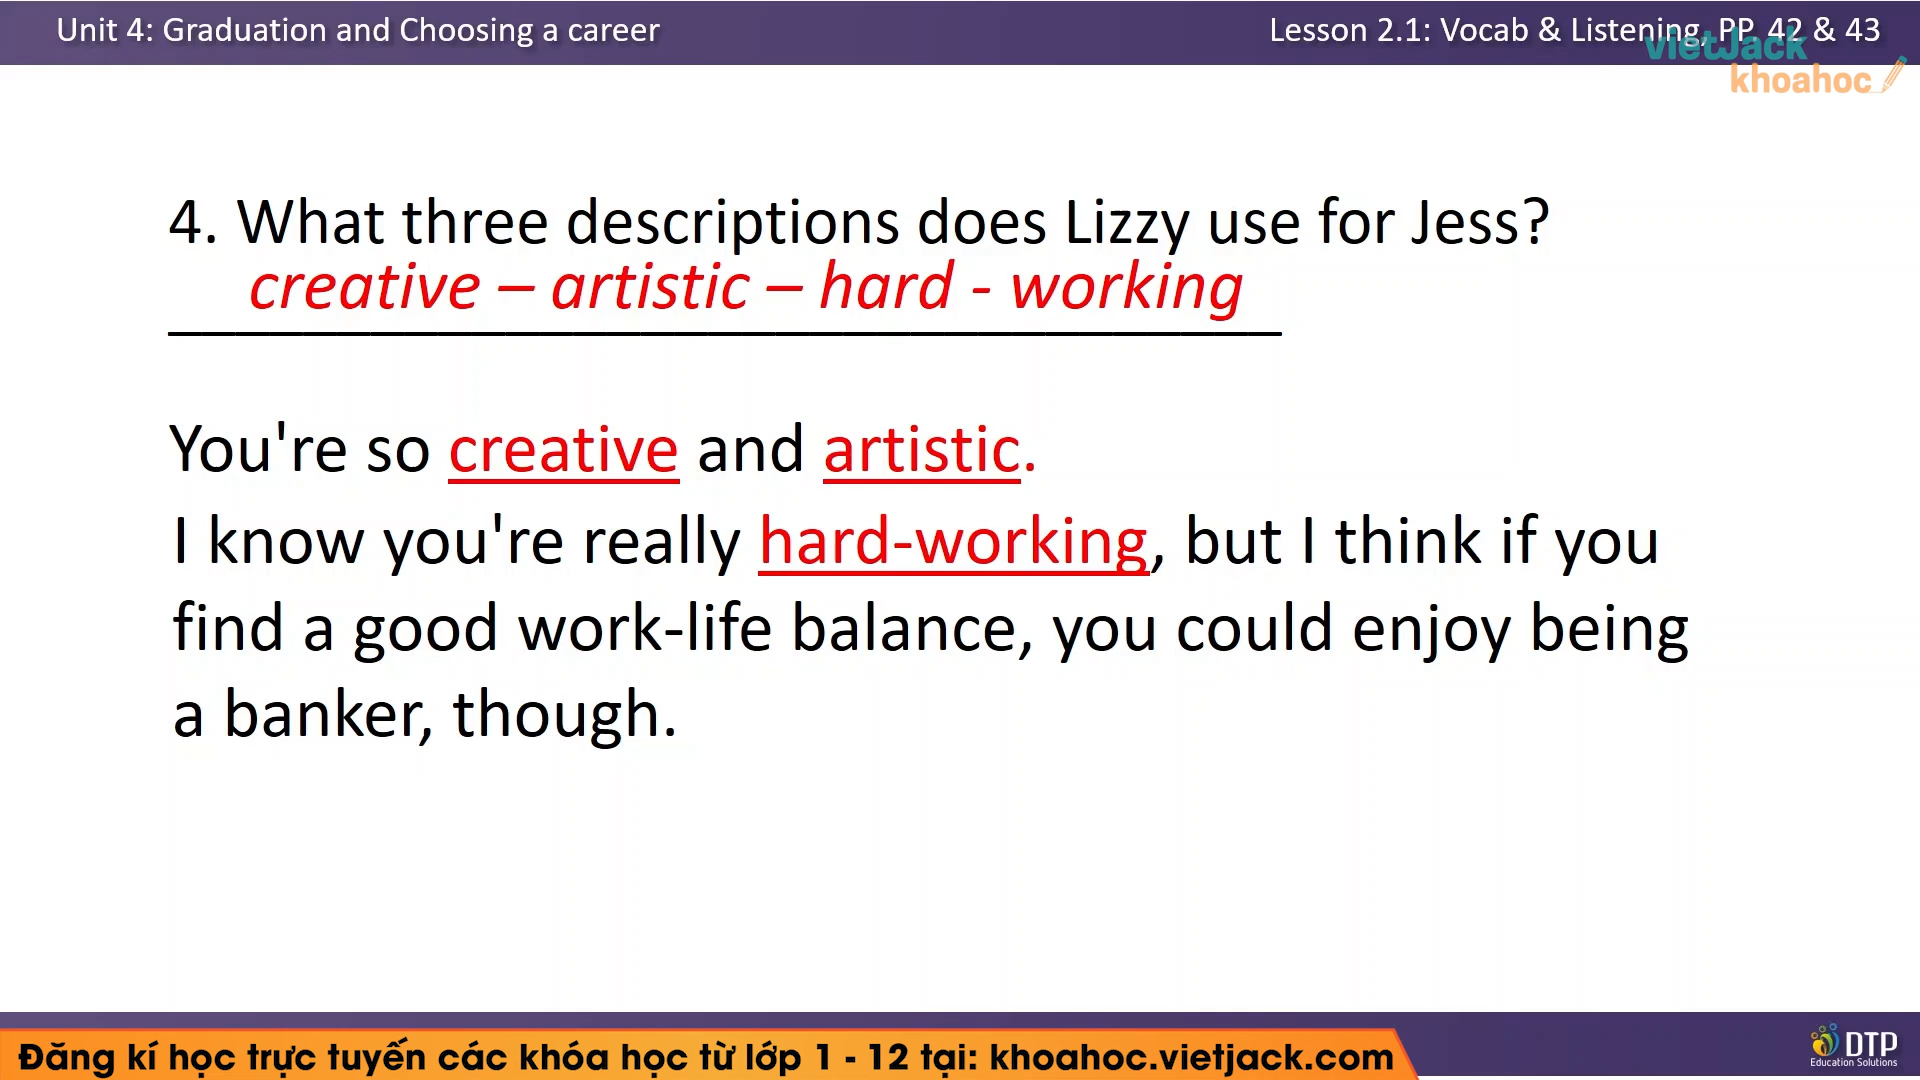 Unit 4: Graduation and Choosing a career
Lesson 2.1: Vocab & Listening, PP. 42 & 43
vietJack
khoahoc
4. What three descriptions does Lizzy use for Jess?
creative – artistic – hard - working
You're so creative and artistic.
I know you're really hard-working, but I think if you
find a good work-life balance, you could enjoy being
a banker, though.
Đăng kí học trực tuyến các khóa học từ lớp 1 - 12 tại: khoahoc.vietjack.com
DTP
Education Solutions